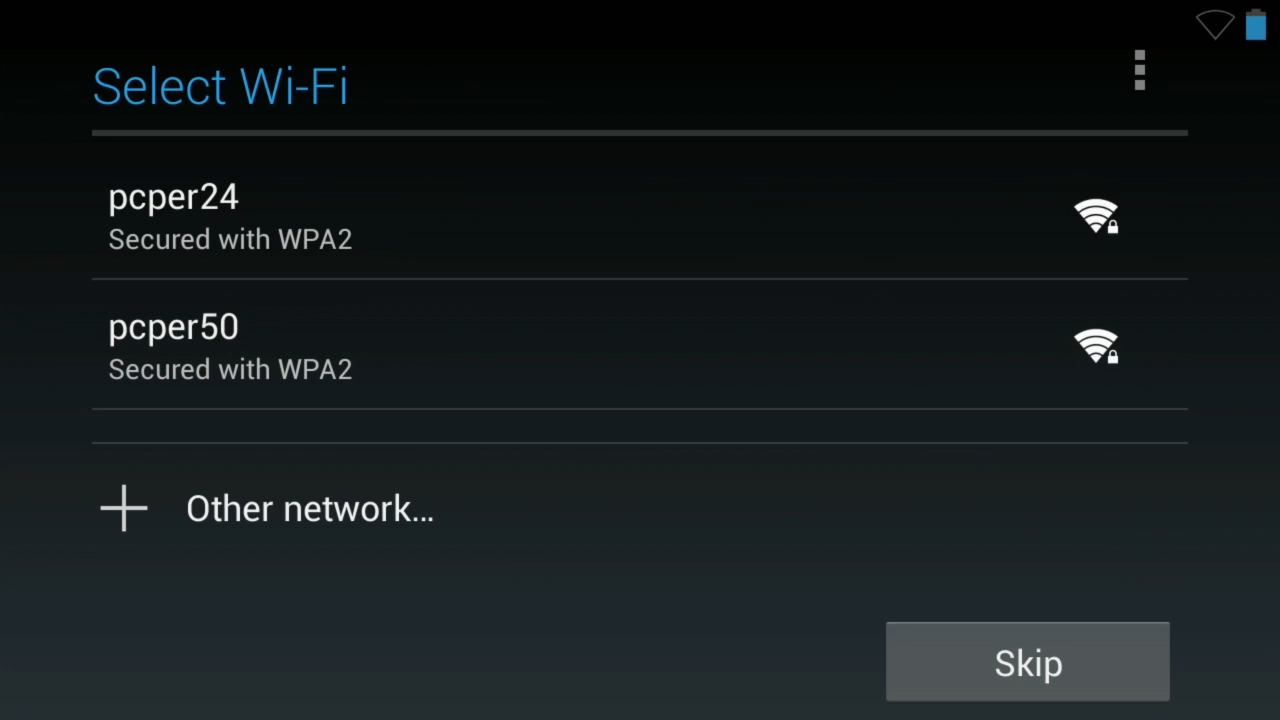 Select Wi-Fi
pcper24
Secured with WPA2
pcper50
Secured with WPA2
Other network...
Skip